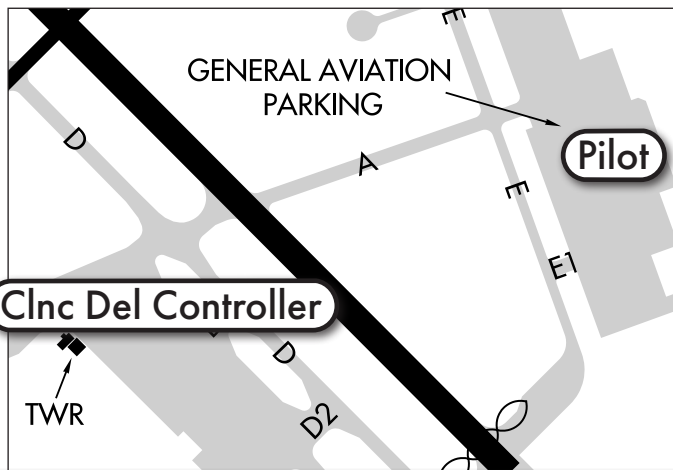 E
GENERAL AVIATION
PARKING
D
Pilot
A
E
E1
Clnc Del Controller
D
TWR
D2